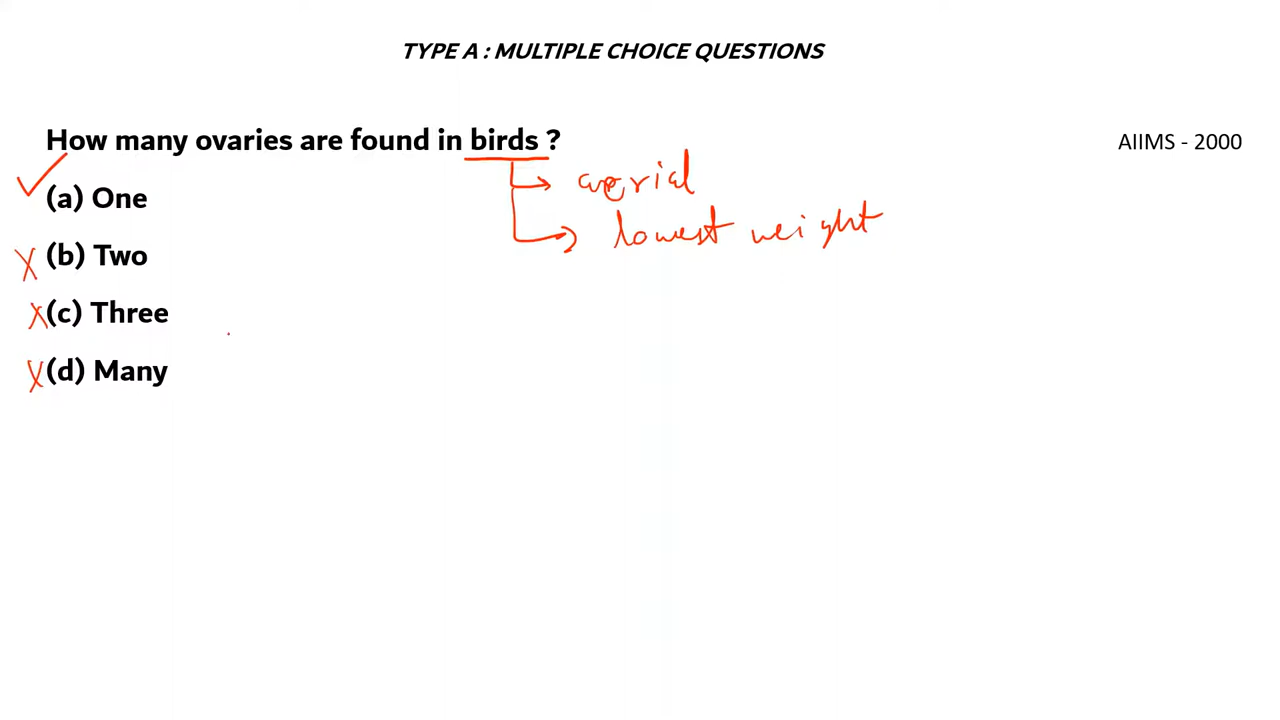 TYPE A : MULTIPLE CHOICE QUESTIONS
How many ovaries are found in birds ?
AIIMS - 2000
(a) One
aerial
lowest weight
(b) Two
(c) Three
(d) Many